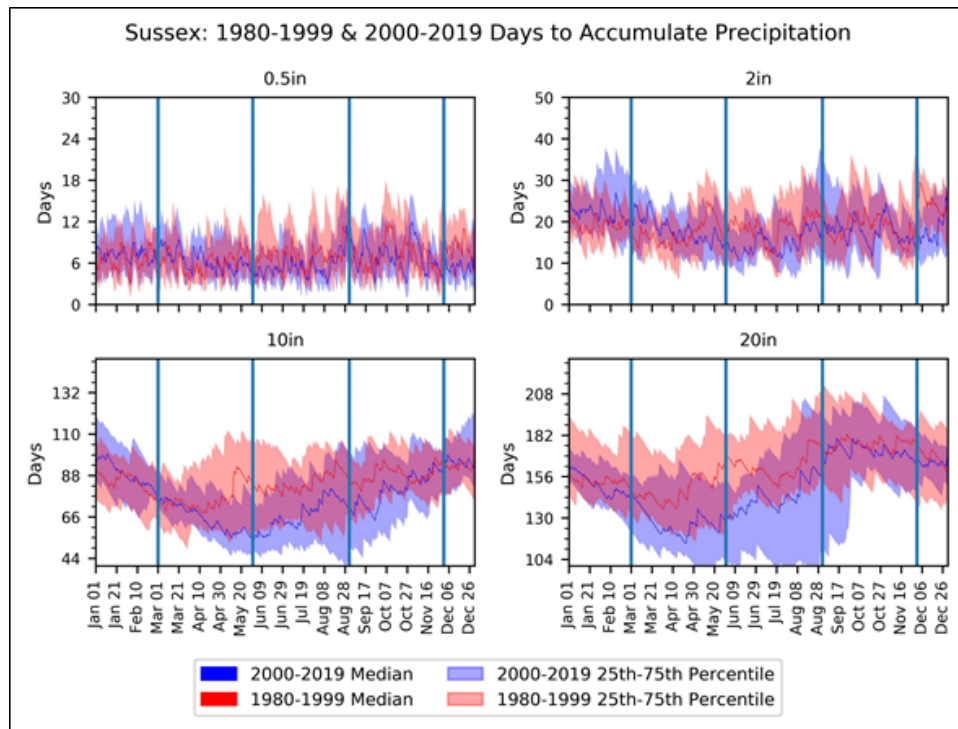 Sussex: 1980-1999 & 2000-2019 Days to Accumulate Precipitation
0.5in
30
24
18
12
6
0
Days
2in
50
40
30
20
10
0
Days
10in
132
110
88
66
44
Days
Jan 01
Jan 21
Feb 10
Mar 01
Mar 21
Apr 10
Apr 30
May 20
Jun 09
Jun 29
Jul 19
Aug 08
Aug 28
Sep 17
Oct 07
Oct 27
Nov 16
Dec 06
Dec 26
20in
208
182
156
130
104
Days
Jan 01
Jan 21
Feb 10
Mar 01
Mar 21
Apr 10
Apr 30
May 20
Jun 09
Jun 29
Jul 19
Aug 08
Aug 28
Sep 17
Oct 07
Oct 27
Nov 16
Dec 06
Dec 26
2000-2019 Median
2000-2019 25th-75th Percentile
1980-1999 Median
1980-1999 25th-75th Percentile